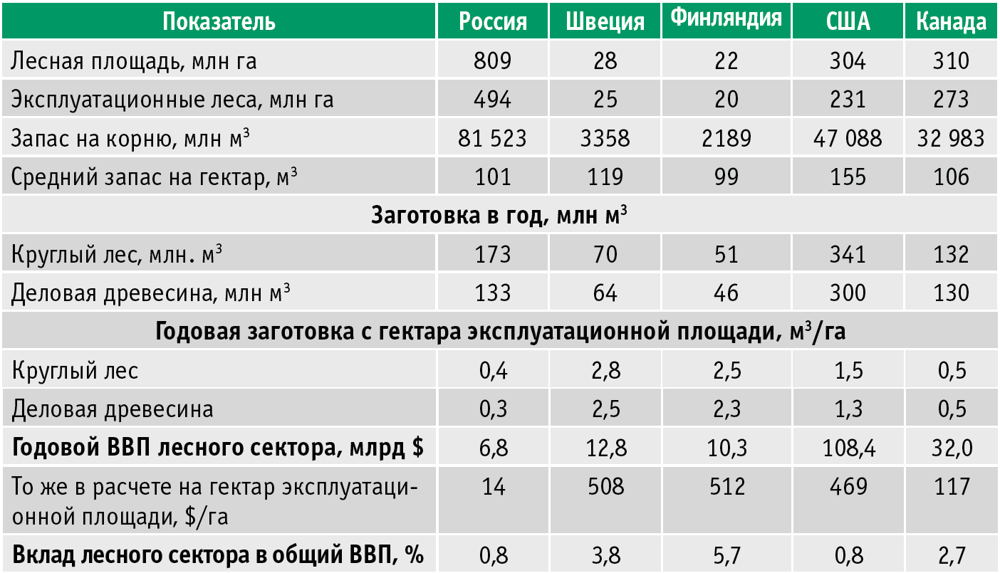 Показатель Россия Швеция Финляндия США Канада
Лесная площадь, млн га 809 28 22 304 310
Эксплуатационные леса, млн га 494 25 20 231 273
Запас на корню, млн м³ 81 523 3358 2189 47 088 32 983
Средний запас на гектар, м³ 101 119 99 155 106
Заготовка в год, млн м³
Круглый лес, млн. м³ 173 70 51 341 132
Деловая древесина, млн м³ 133 64 46 300 130
Годовая заготовка с гектара эксплуатационной площади, м³/га
Круглый лес 0,4 2,8 2,5 1,5 0,5
Деловая древесина 0,3 2,5 2,3 1,3 0,5
Годовой ВВП лесного сектора, млрд $ 6,8 12,8 10,3 108,4 32,0
То же в расчете на гектар эксплуатаци- 14 508 512 469 117
онной площади, $/га
Вклад лесного сектора в общий ВВП, % 0,8 3,8 5,7 0,8 2,7